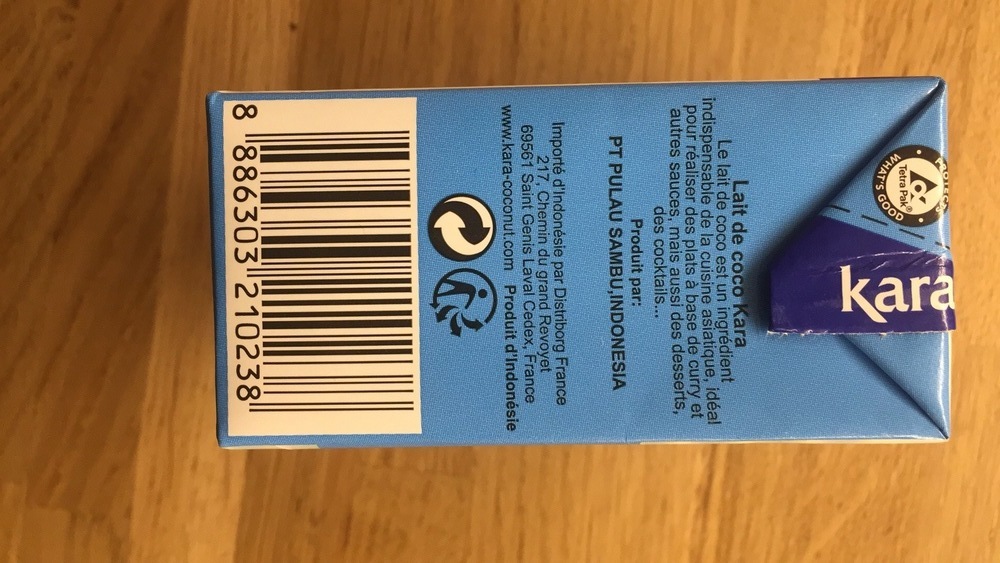 kara
PROTECTS
WHAT'S GOOD
Tetra Pak®
Lait de coco Kara
Le lait de coco est un ingrédient
indispensable de la cuisine asiatique, idéal
pour réaliser des plats à base de curry et
autres sauces, mais aussi des desserts,
des cocktails...
Produit par:
PT PULAU SAMBU,INDONESIA
Importé d'Indonésie par Distriborg France
217, Chemin du grand Revoyet
69561 Saint Genis Laval Cedex, France
www.kara-coconut.com Produit d'Indonésie
8 886303 210238